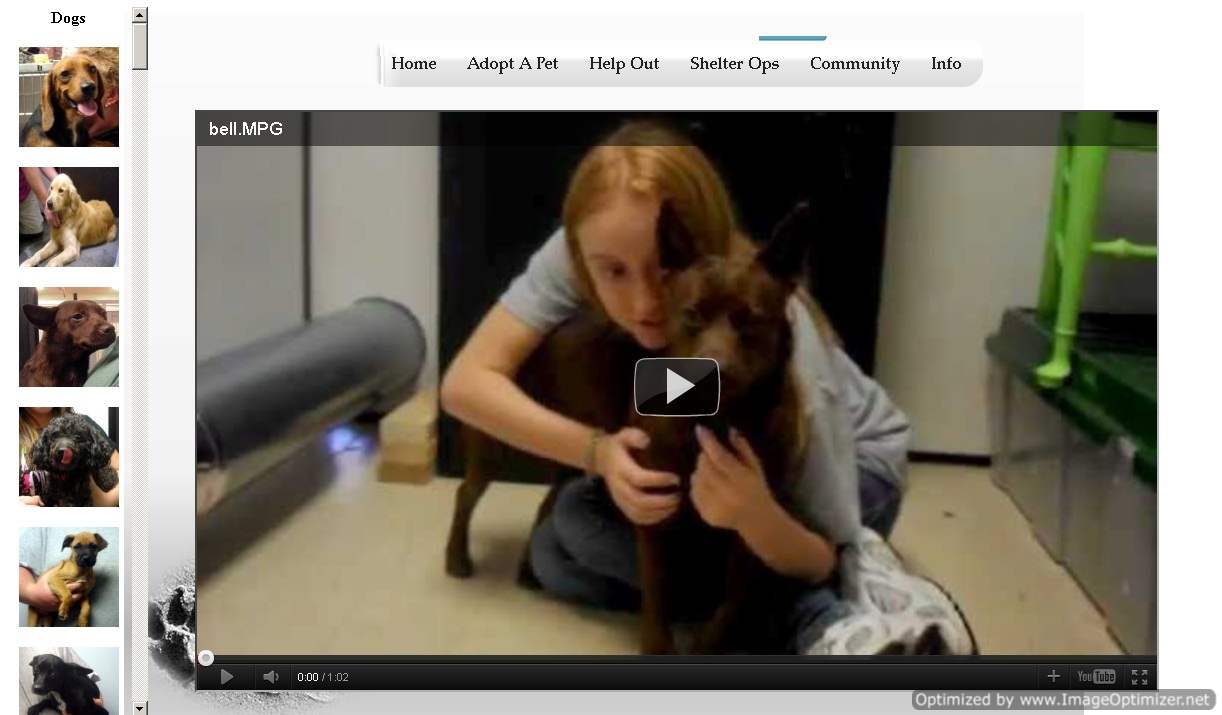 Dogs
Home
Adopt A Pet
Help Out
Shelter Ops
Community
Info
bell.MPG
0:00 / 1:02
YouTube
Optimized by www.ImageOptimizer.net